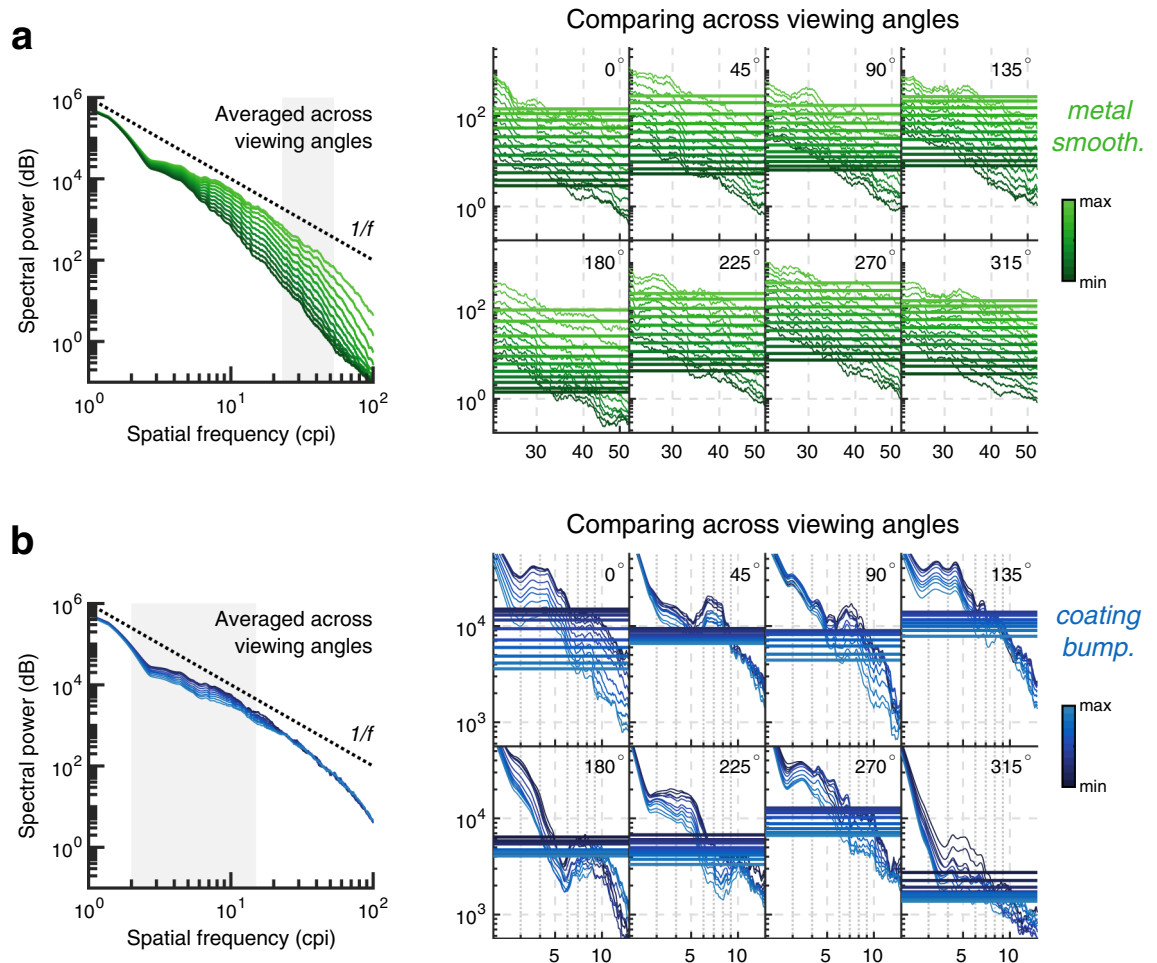 a
Comparing across viewing angles
Averaged across
viewing angles
1/f
Spectral power (dB)
10^6
10^4
10^2
10^0
10^0 10^1 10^2
Spatial frequency (cpi)
0° 45° 90° 135°
10^2
10^0
180° 225° 270° 315°
10^2
10^0
30 40 50 30 40 50 30 40 50 30 40 50
metal
smooth.
max
min
b
Comparing across viewing angles
Averaged across
viewing angles
1/f
Spectral power (dB)
10^6
10^4
10^2
10^0
10^0 10^1 10^2
Spatial frequency (cpi)
0° 45° 90° 135°
10^4
10^3
180° 225° 270° 315°
10^4
10^3
5 10 5 10 5 10 5 10
coating
bump.
max
min